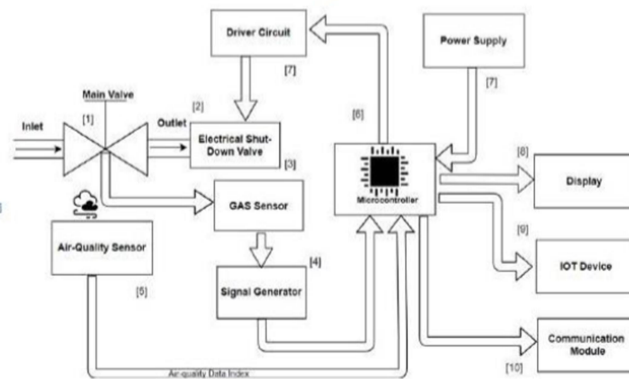 Driver Circuit
Power Supply
[7]
[7]
Main Valve
[1]
[2]
[6]
Inlet
Outlet
Electrical Shut-
Down Valve
[3]
[8]
Display
Microcontroller
GAS Sensor
[9]
Air-Quality Sensor
IOT Device
[4]
[5]
Signal Generator
Communication
Module
[10]
Air-quality Data Index